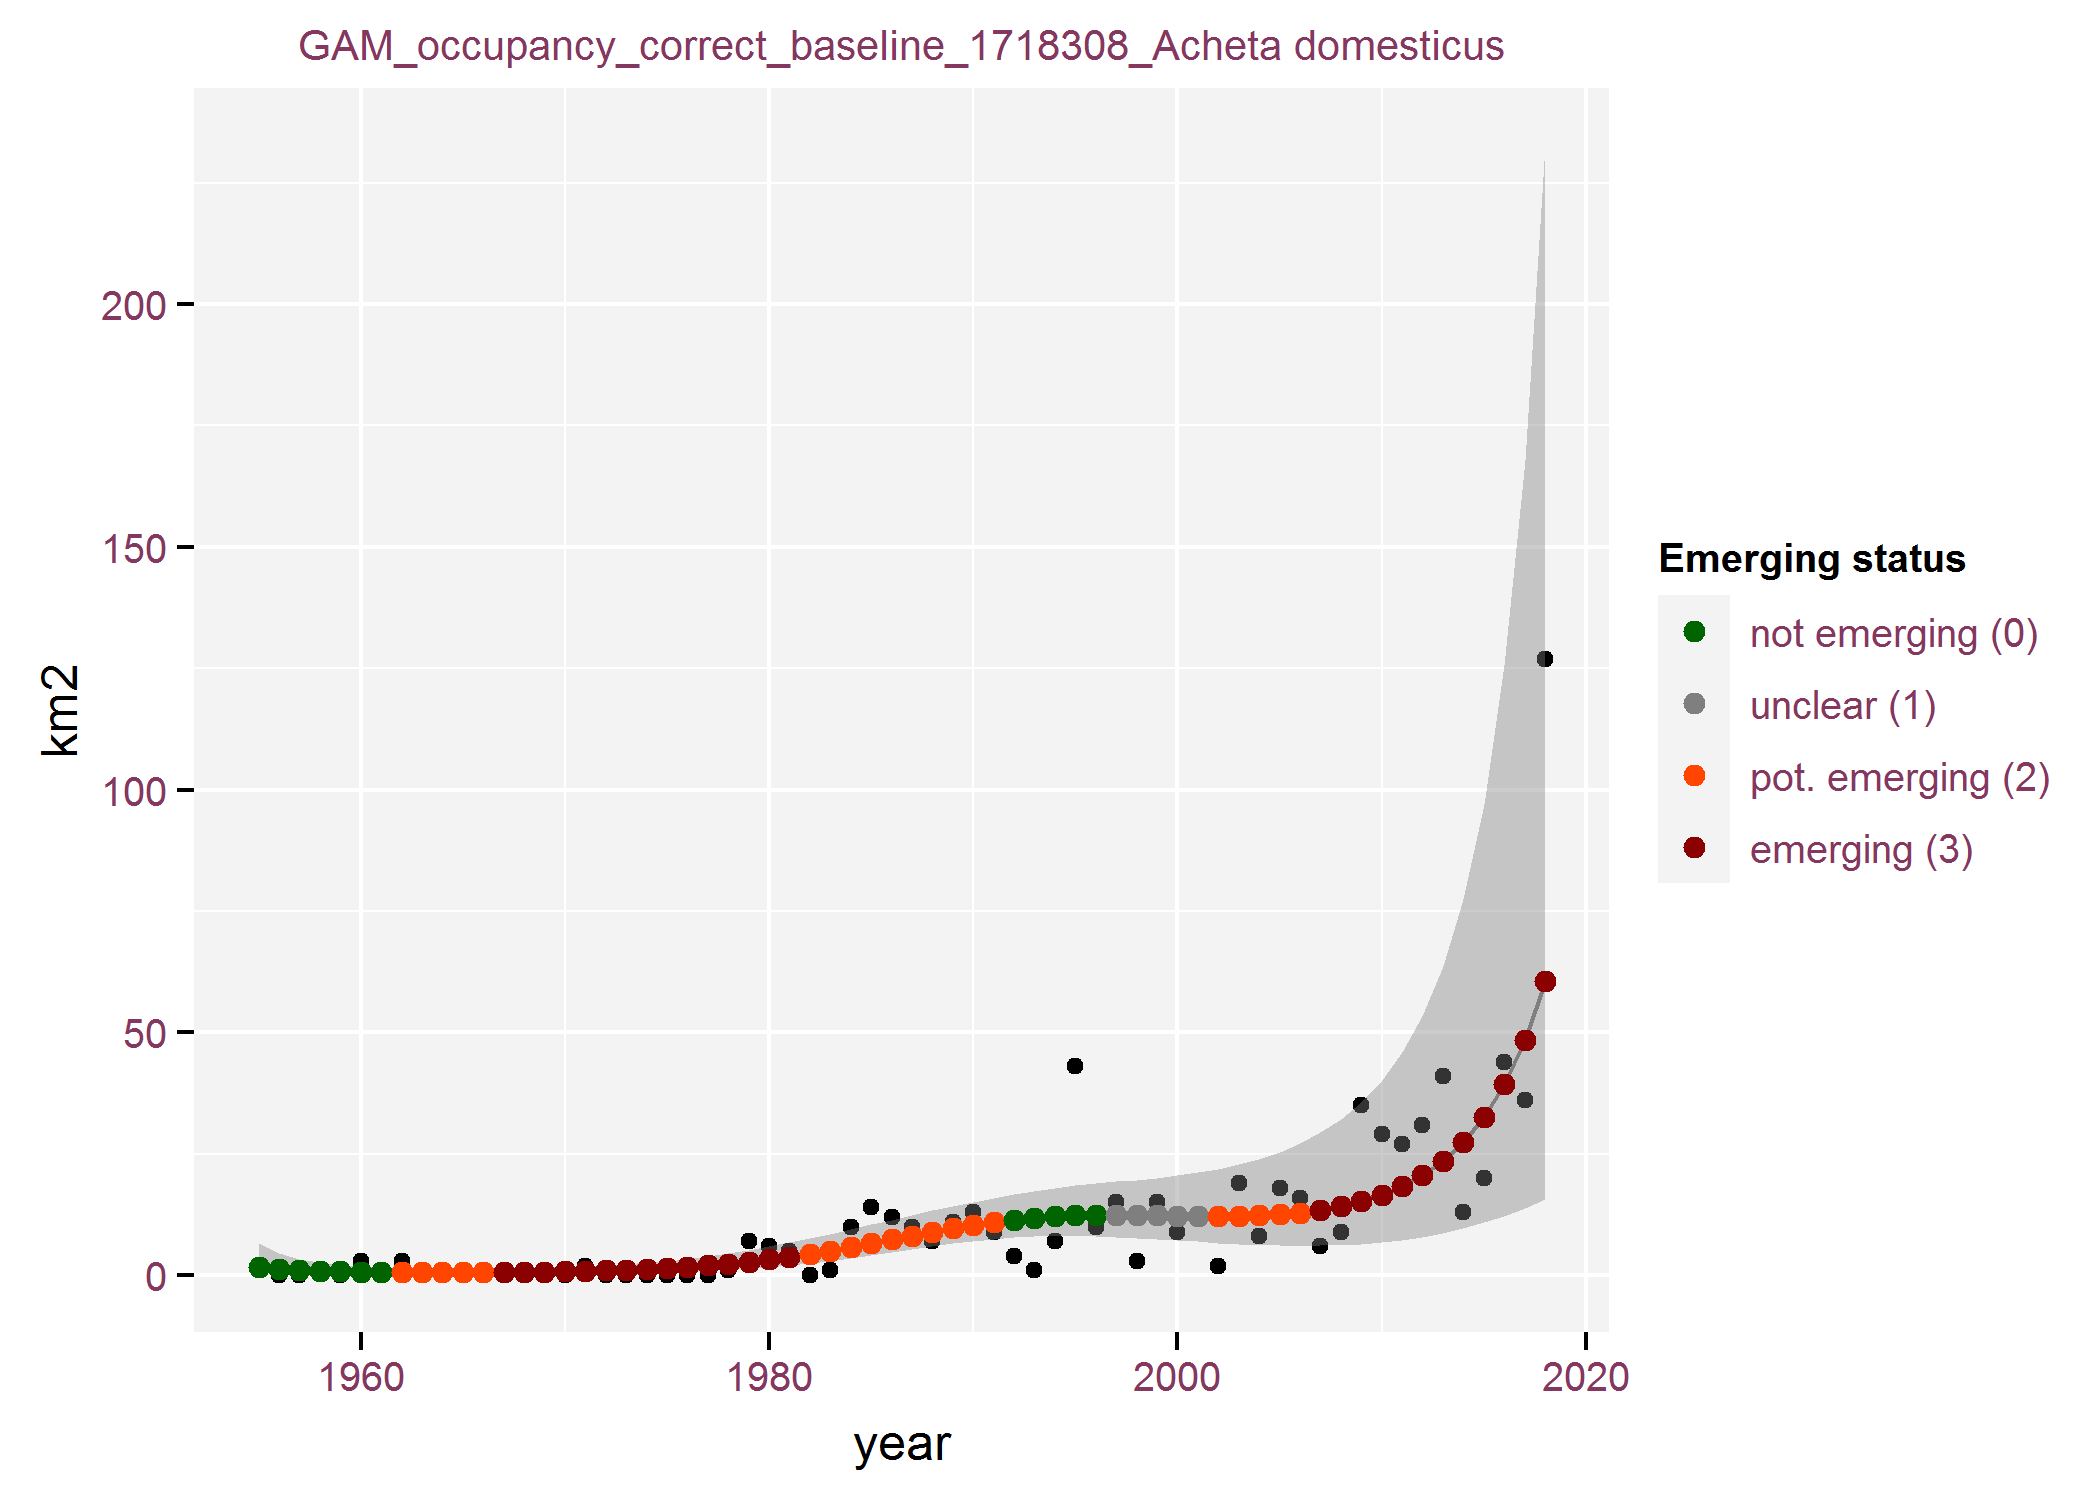 GAM_occupancy_correct_baseline_1718308_Acheta domesticus
200
150
100
50
0
km2
1960 1980 2000 2020
year
Emerging status
not emerging (0)
unclear (1)
pot. emerging (2)
emerging (3)